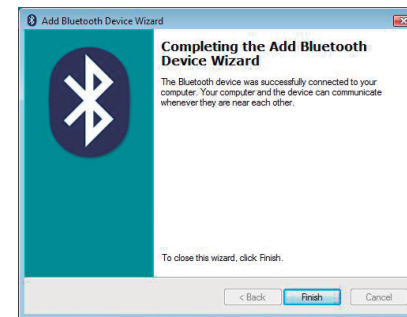 Add Bluetooth Device Wizard
Completing the Add Bluetooth
Device Wizard
The Bluetooth device was successfully connected to your
computer. Your computer and the device can communicate
whenever they are near each other.
To close this wizard, click Finish.
< Back Finish Cancel